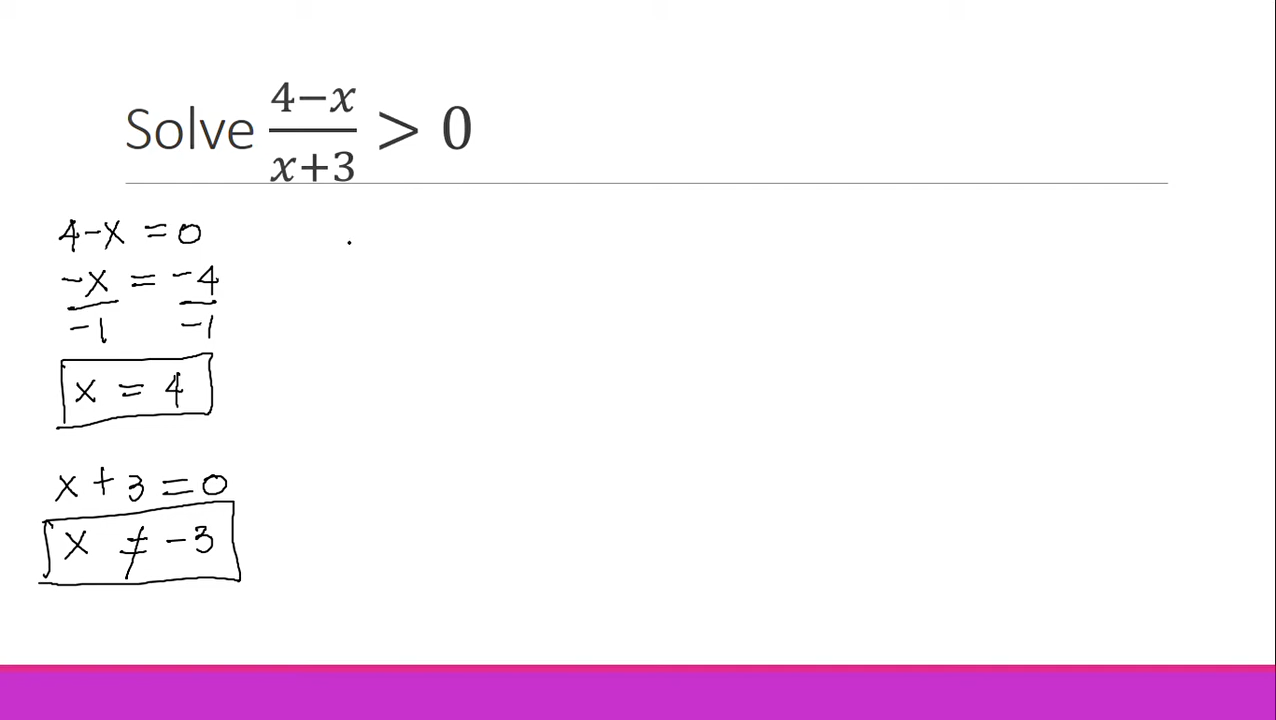 Solve (4−x)/(x+3) > 0
4-x = 0
-x/-1 = -4/-1
x = 4
x + 3 = 0
x ≠ -3